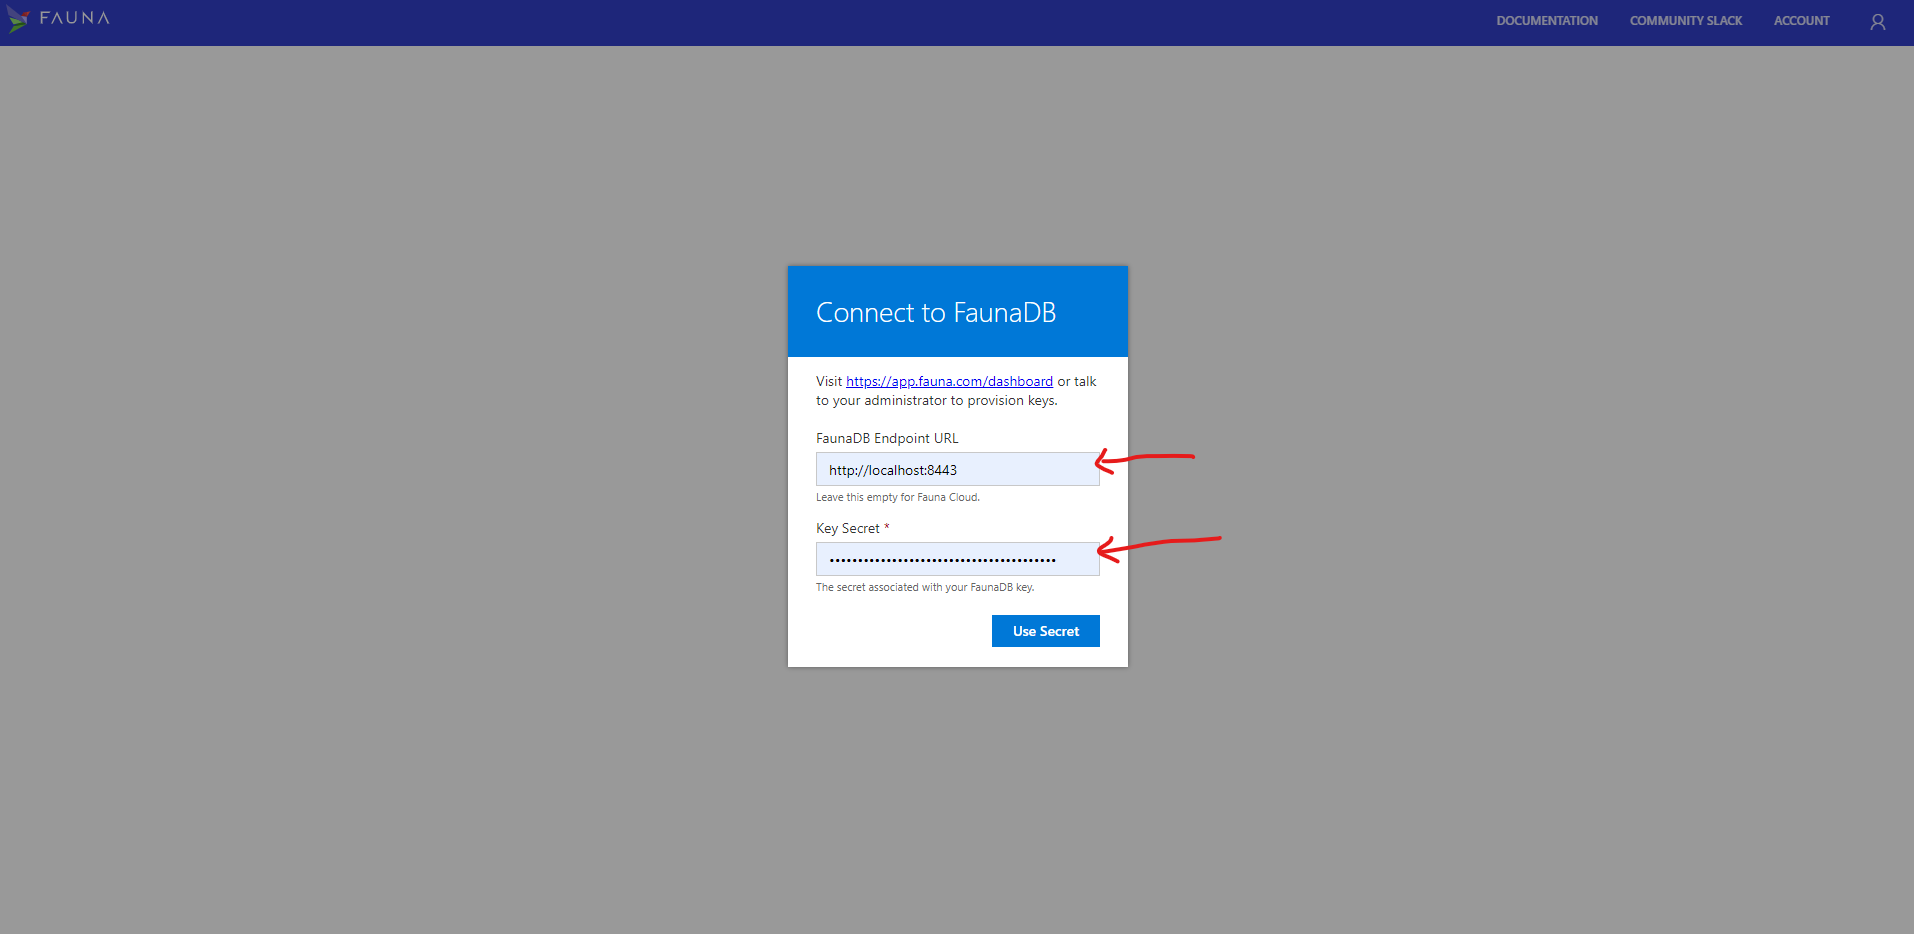 FAUNA
DOCUMENTATION
COMMUNITY SLACK
ACCOUNT
Connect to FaunaDB
Visit https://app.fauna.com/dashboard or talk
to your administrator to provision keys.
FaunaDB Endpoint URL
http://localhost:8443
Leave this empty for Fauna Cloud.
Key Secret *
••••••••••••••••••••••••••••••••••••••••
The secret associated with your FaunaDB key.
Use Secret